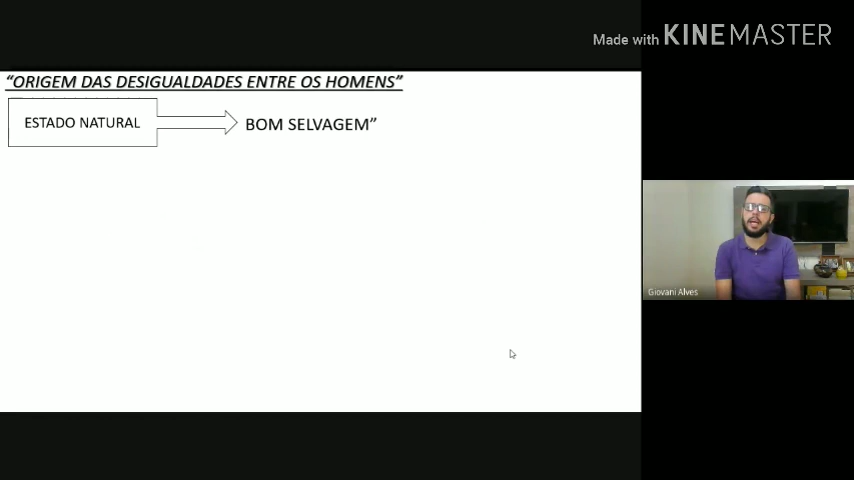 Made with KINEMASTER
“ORIGEM DAS DESIGUALDADES ENTRE OS HOMENS”
ESTADO NATURAL
BOM SELVAGEM”
Giovani Alves